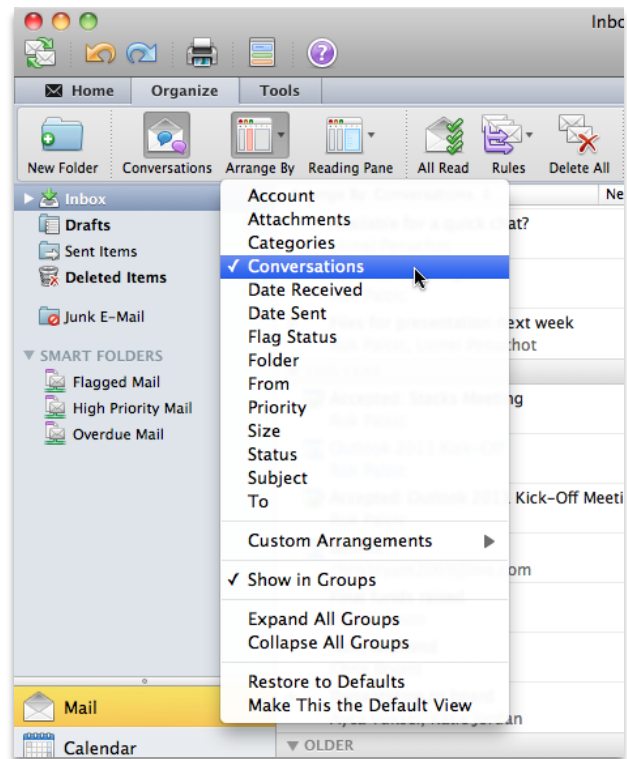 Inbo
Home Organize Tools
New Folder Conversations Arrange By Reading Pane All Read Rules Delete All
Inbox
Drafts
Sent Items
Deleted Items
Junk E-Mail
SMART FOLDERS
Flagged Mail
High Priority Mail
Overdue Mail
Mail
Calendar
Account
Attachments
Categories
Conversations
Date Received
Date Sent
Flag Status
Folder
From
Priority
Size
Status
Subject
To
Custom Arrangements
Show in Groups
Expand All Groups
Collapse All Groups
Restore to Defaults
Make This the Default View
Ne
chat?
next week
chot
Kick-Off Meeti
OLDER